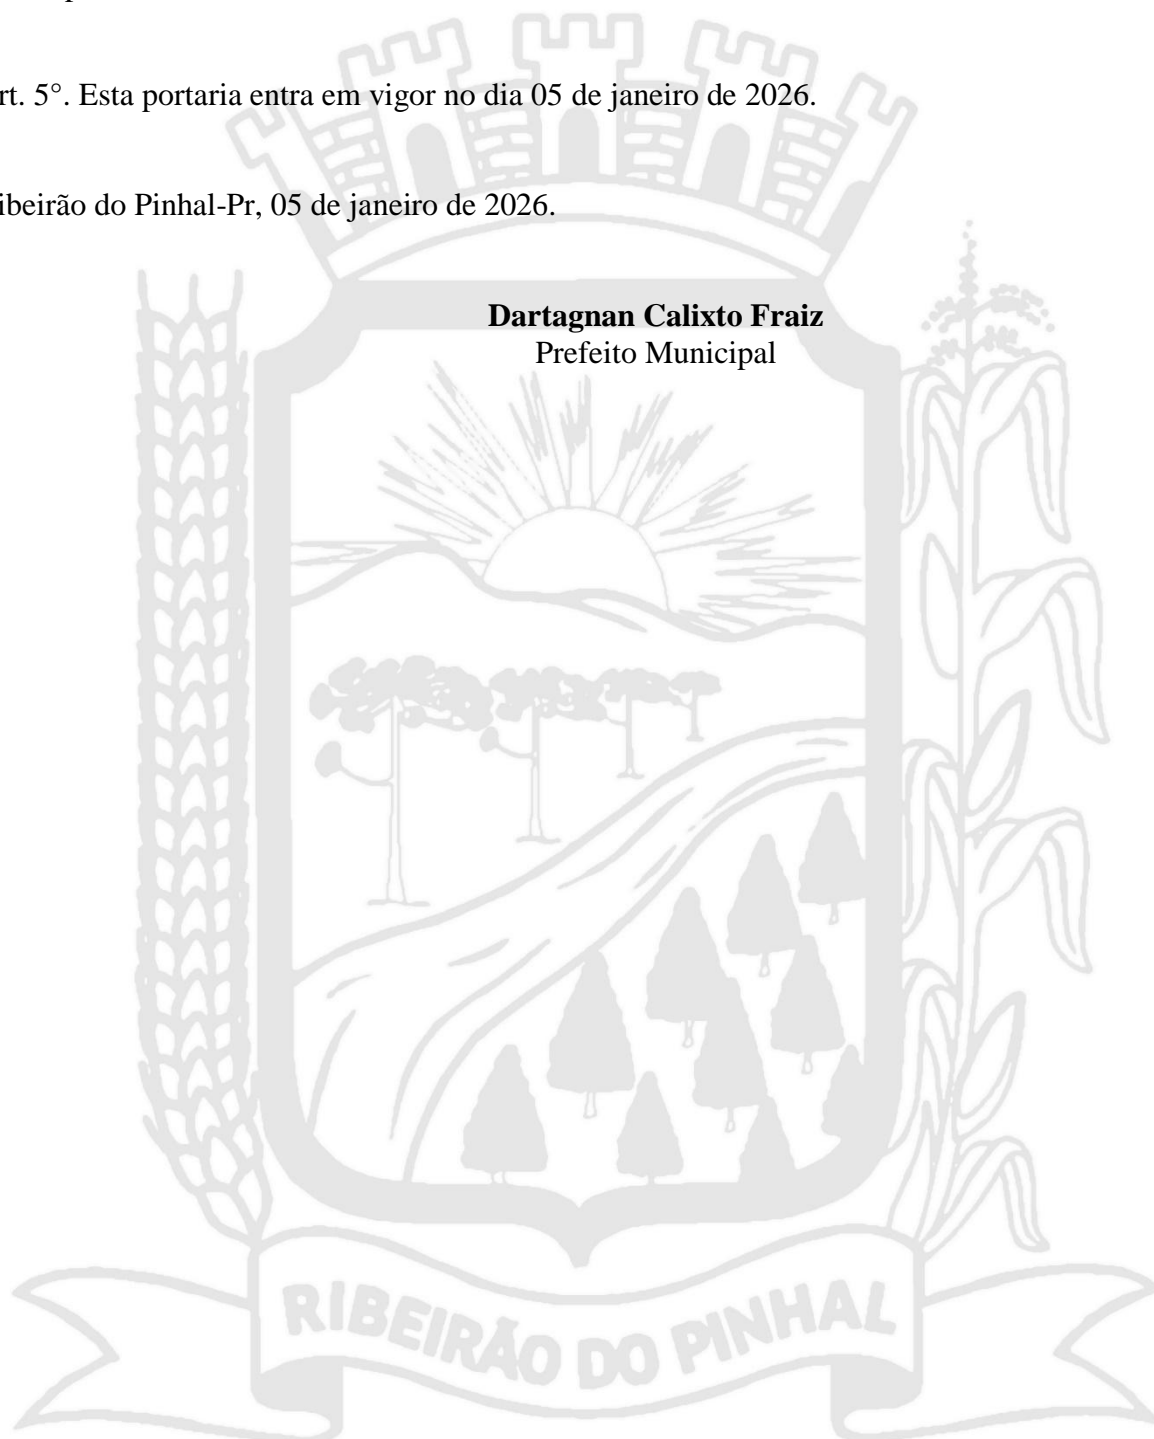 rt. 5°. Esta portaria entra em vigor no dia 05 de janeiro de 2026.
ibeirão do Pinhal-Pr, 05 de janeiro de 2026.
Dartagnan Calixto Fraiz
Prefeito Municipal
RIBEIRÃO DO PINHAL